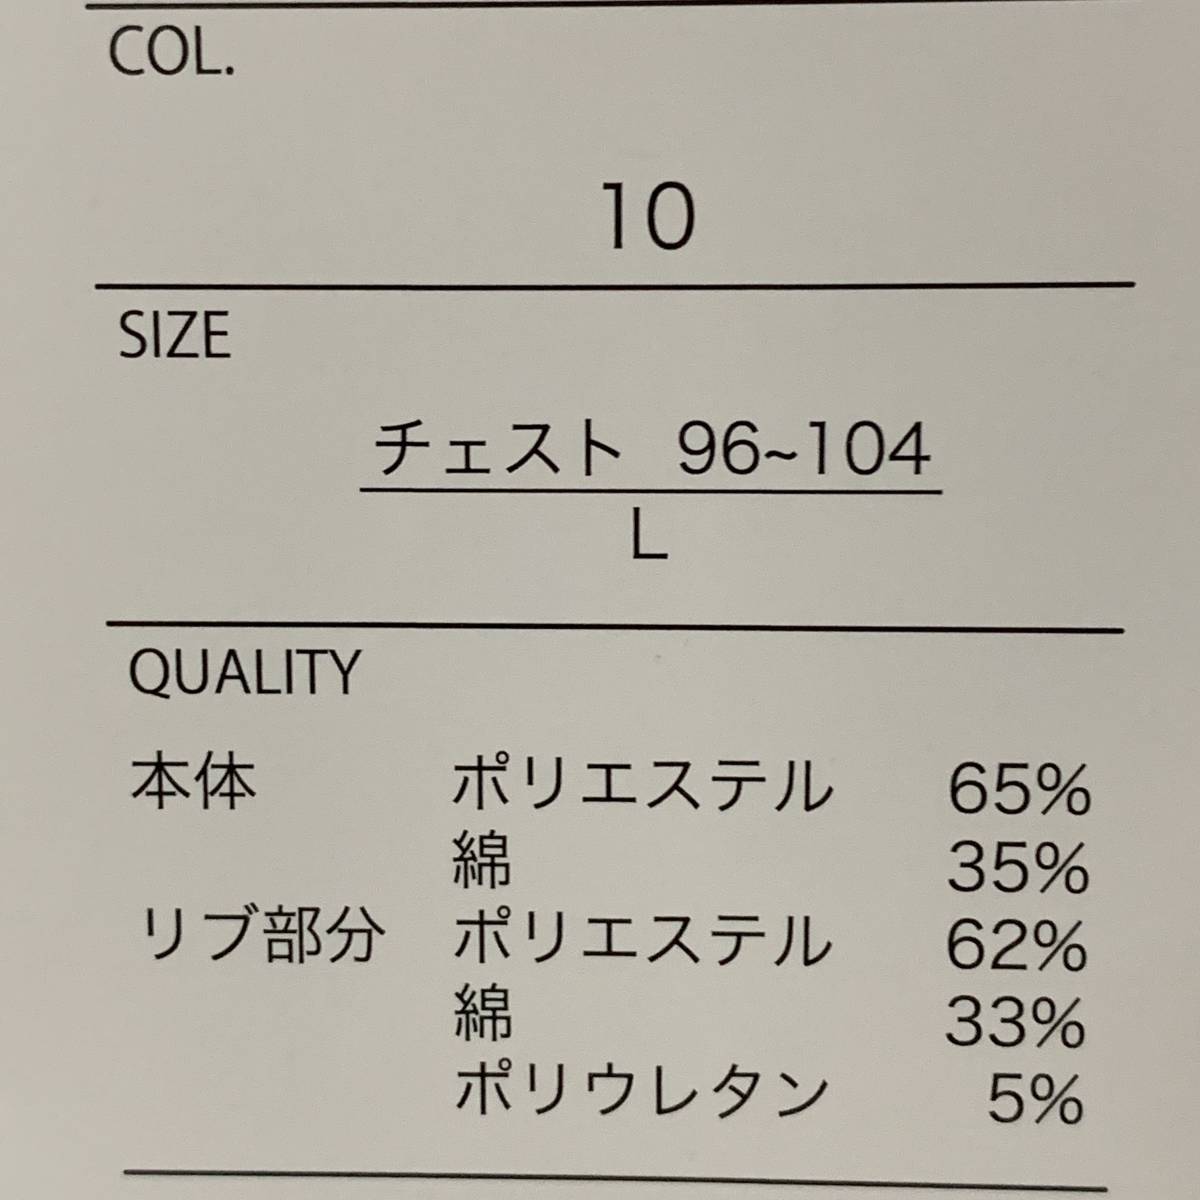 COL.
10
SIZE
チェスト 96~104
L
QUALITY
本体 ポリエステル 65%
綿 35%
リブ部分 ポリエステル 62%
綿 33%
ポリウレタン 5%